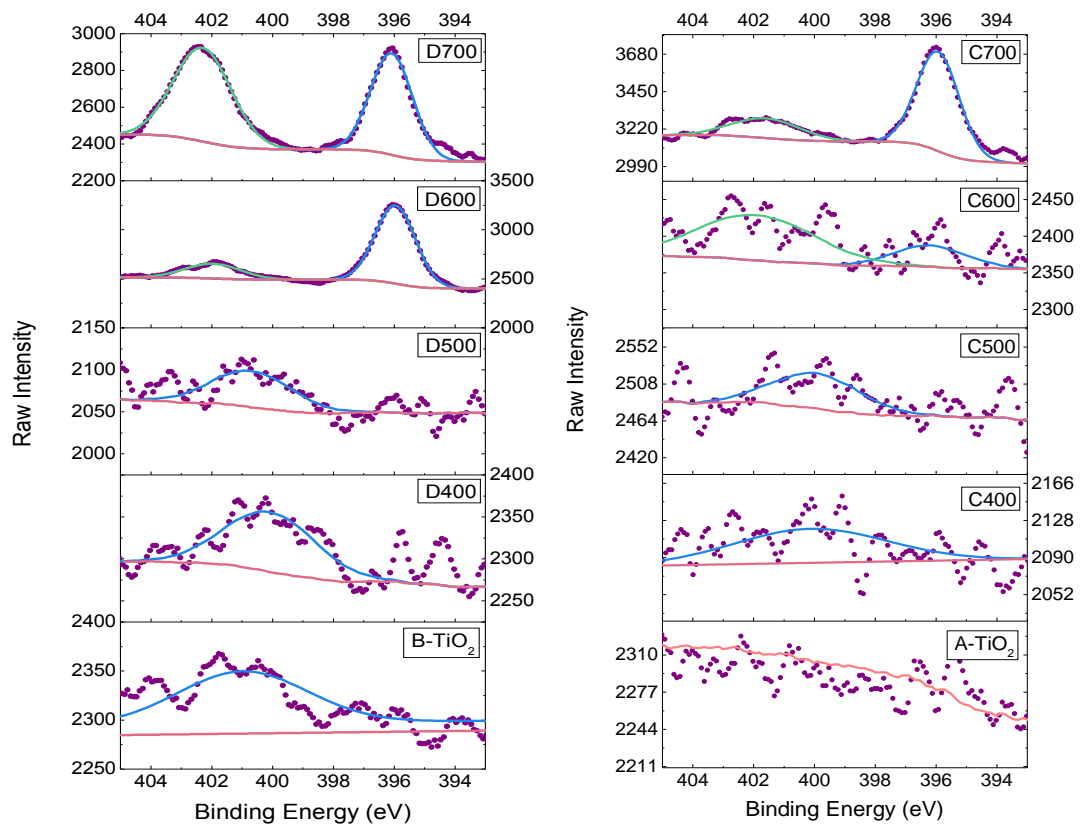 404 402 400 398 396 394
3000
2800
2600
2400
2200
D700
3500
3000
2500
2000
D600
2150
2100
2050
2000
D500
2400
2350
2300
2250
D400
2400
2350
2300
2250
B-TiO₂
404 402 400 398 396 394
Binding Energy (eV)
Raw Intensity
404 402 400 398 396 394
3680
3450
3220
2990
C700
2450
2400
2350
2300
C600
2552
2508
2464
2420
C500
2166
2128
2090
2052
C400
2310
2277
2244
2211
A-TiO₂
404 402 400 398 396 394
Binding Energy (eV)
Raw Intensity